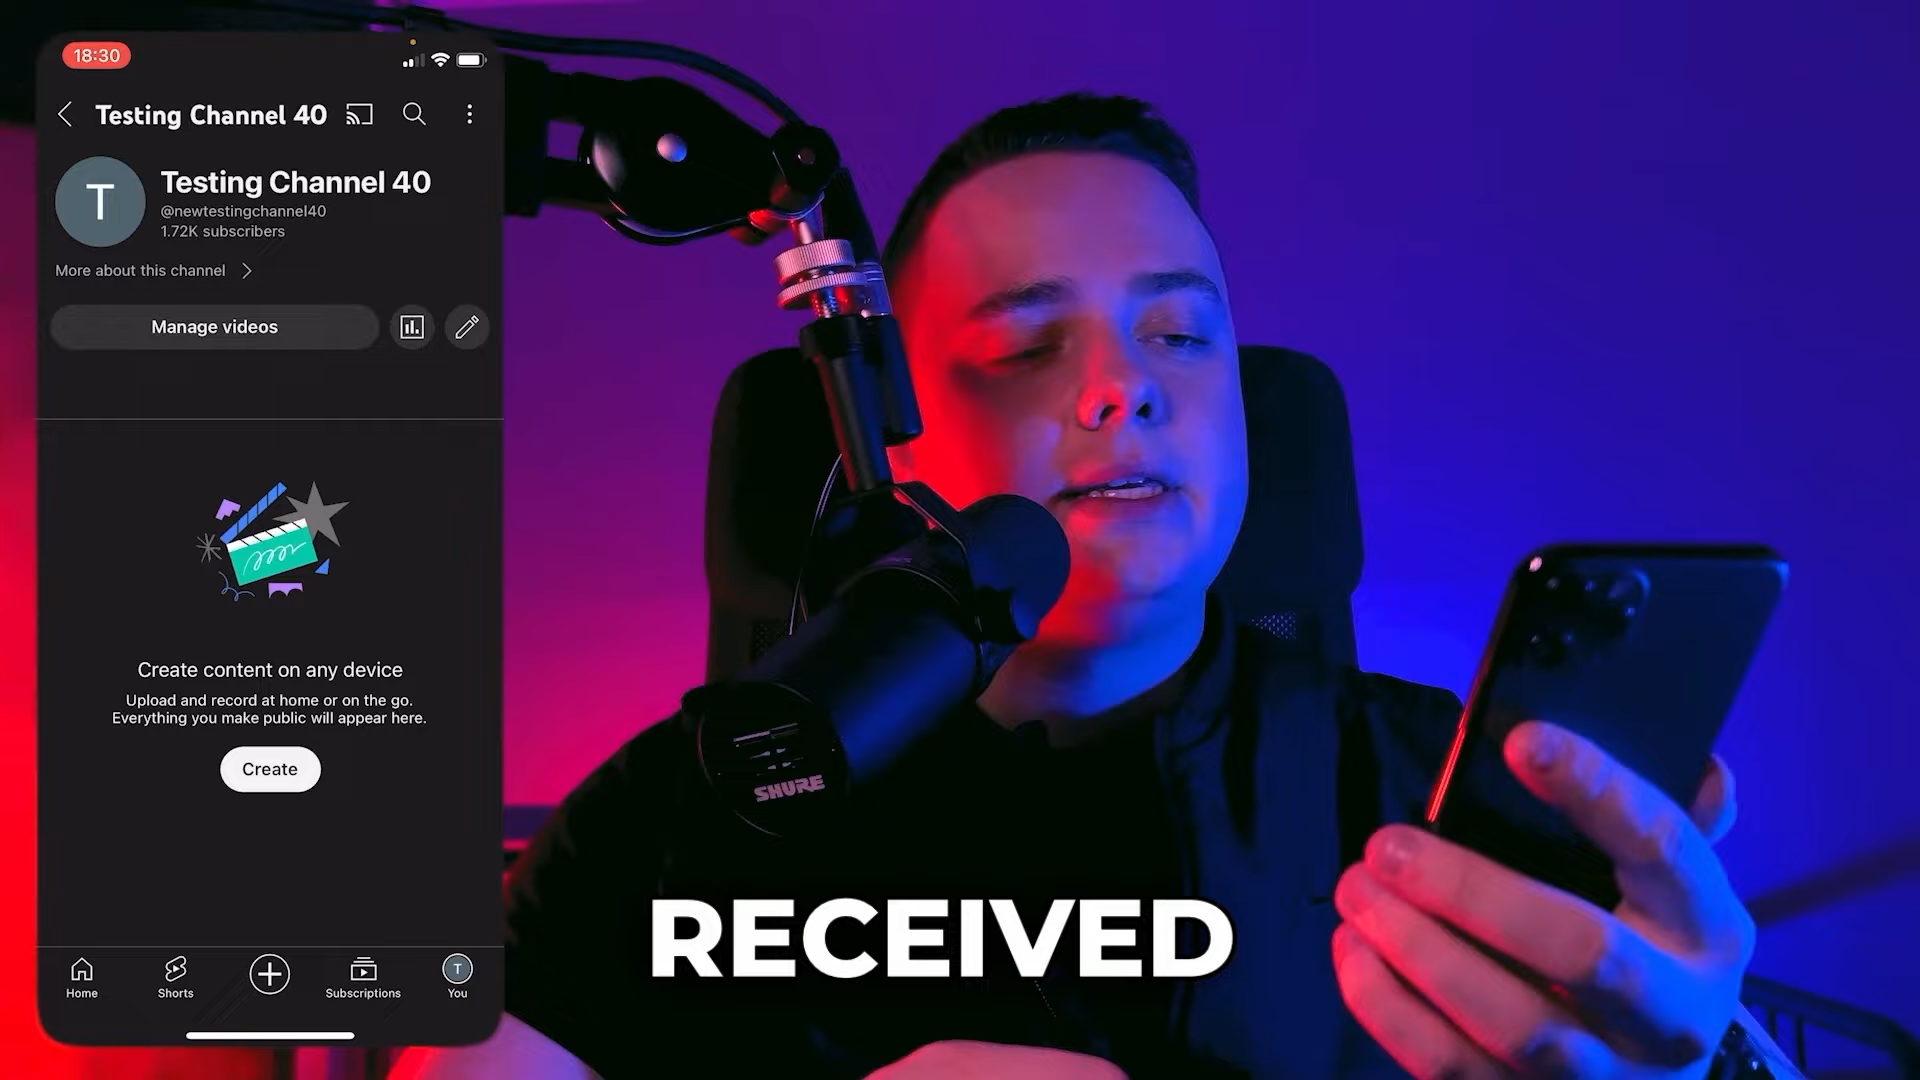 18:30
Testing Channel 40
T
Testing Channel 40
@newtestingchannel40
1.72K subscribers
More about this channel
Manage videos
Create content on any device
Upload and record at home or on the go.
Everything you make public will appear here.
Create
SHURE
RECEIVED
Home
Shorts
Subscriptions
T
You